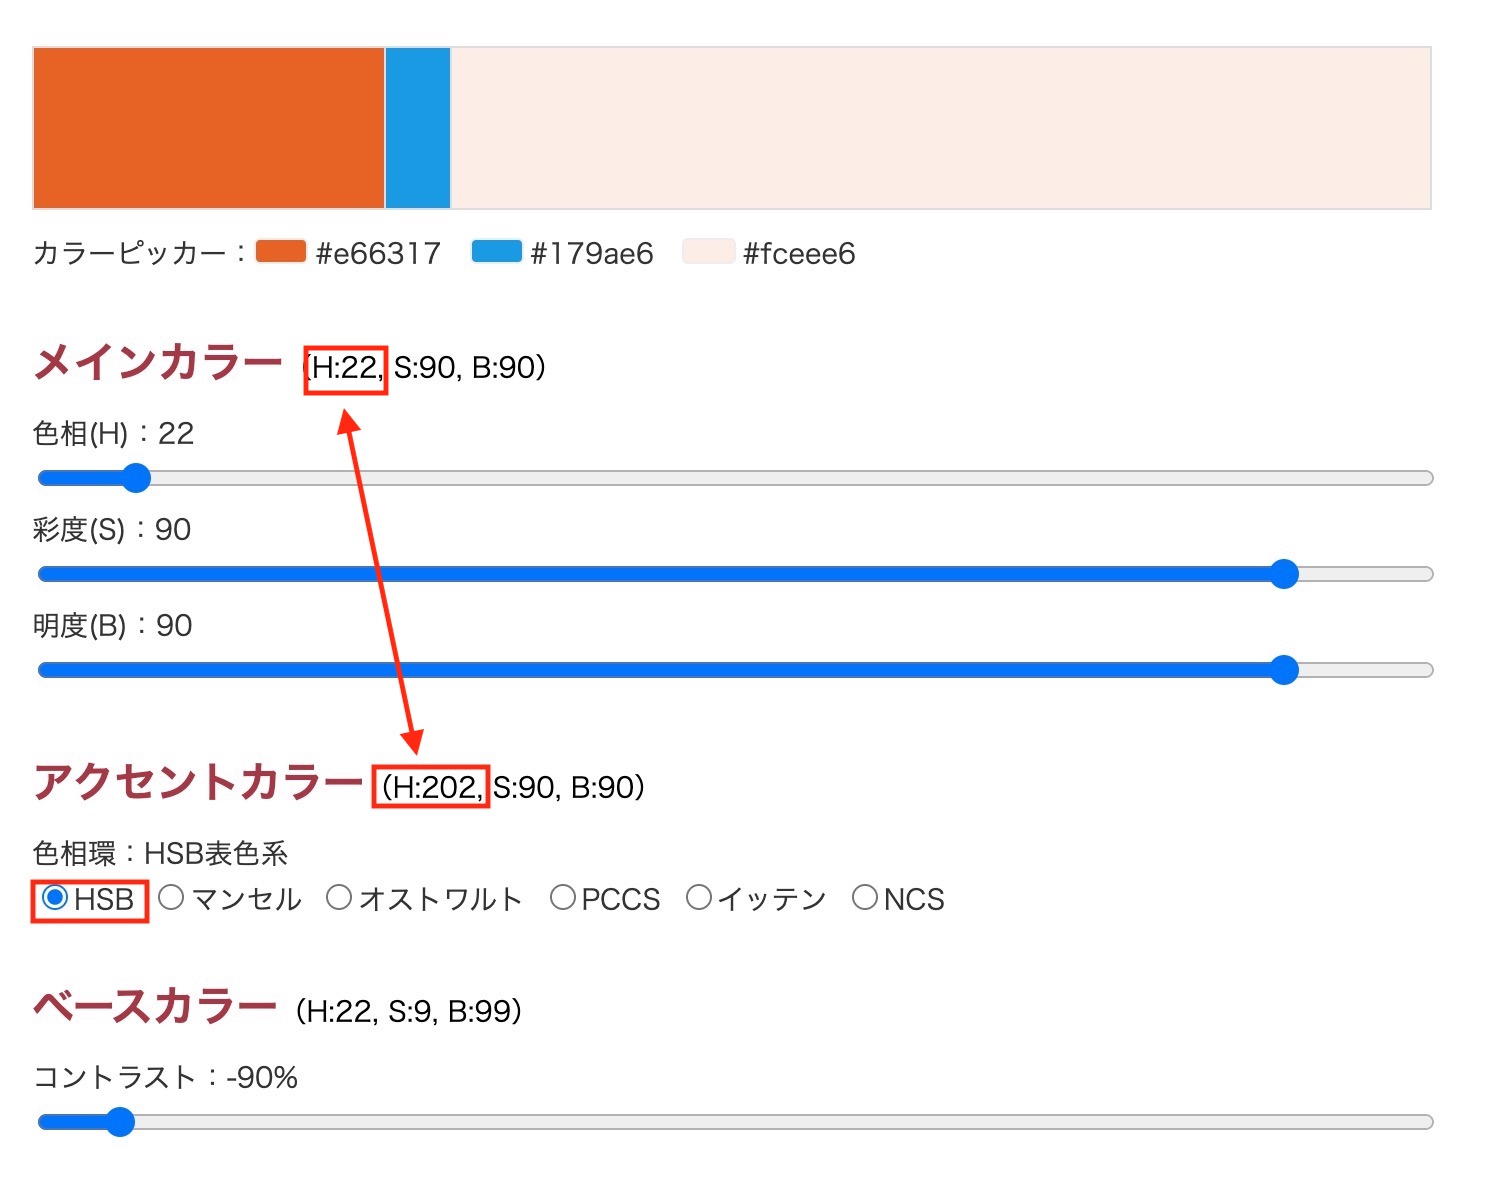 カラーピッカー：#e66317 #179ae6 #fceee6
メインカラー （H:22, S:90, B:90）
色相(H)：22
彩度(S)：90
明度(B)：90
アクセントカラー （H:202, S:90, B:90）
色相環：HSB表色系
HSB マンセル オストワルト PCCS イッテン NCS
ベースカラー （H:22, S:9, B:99）
コントラスト：-90%